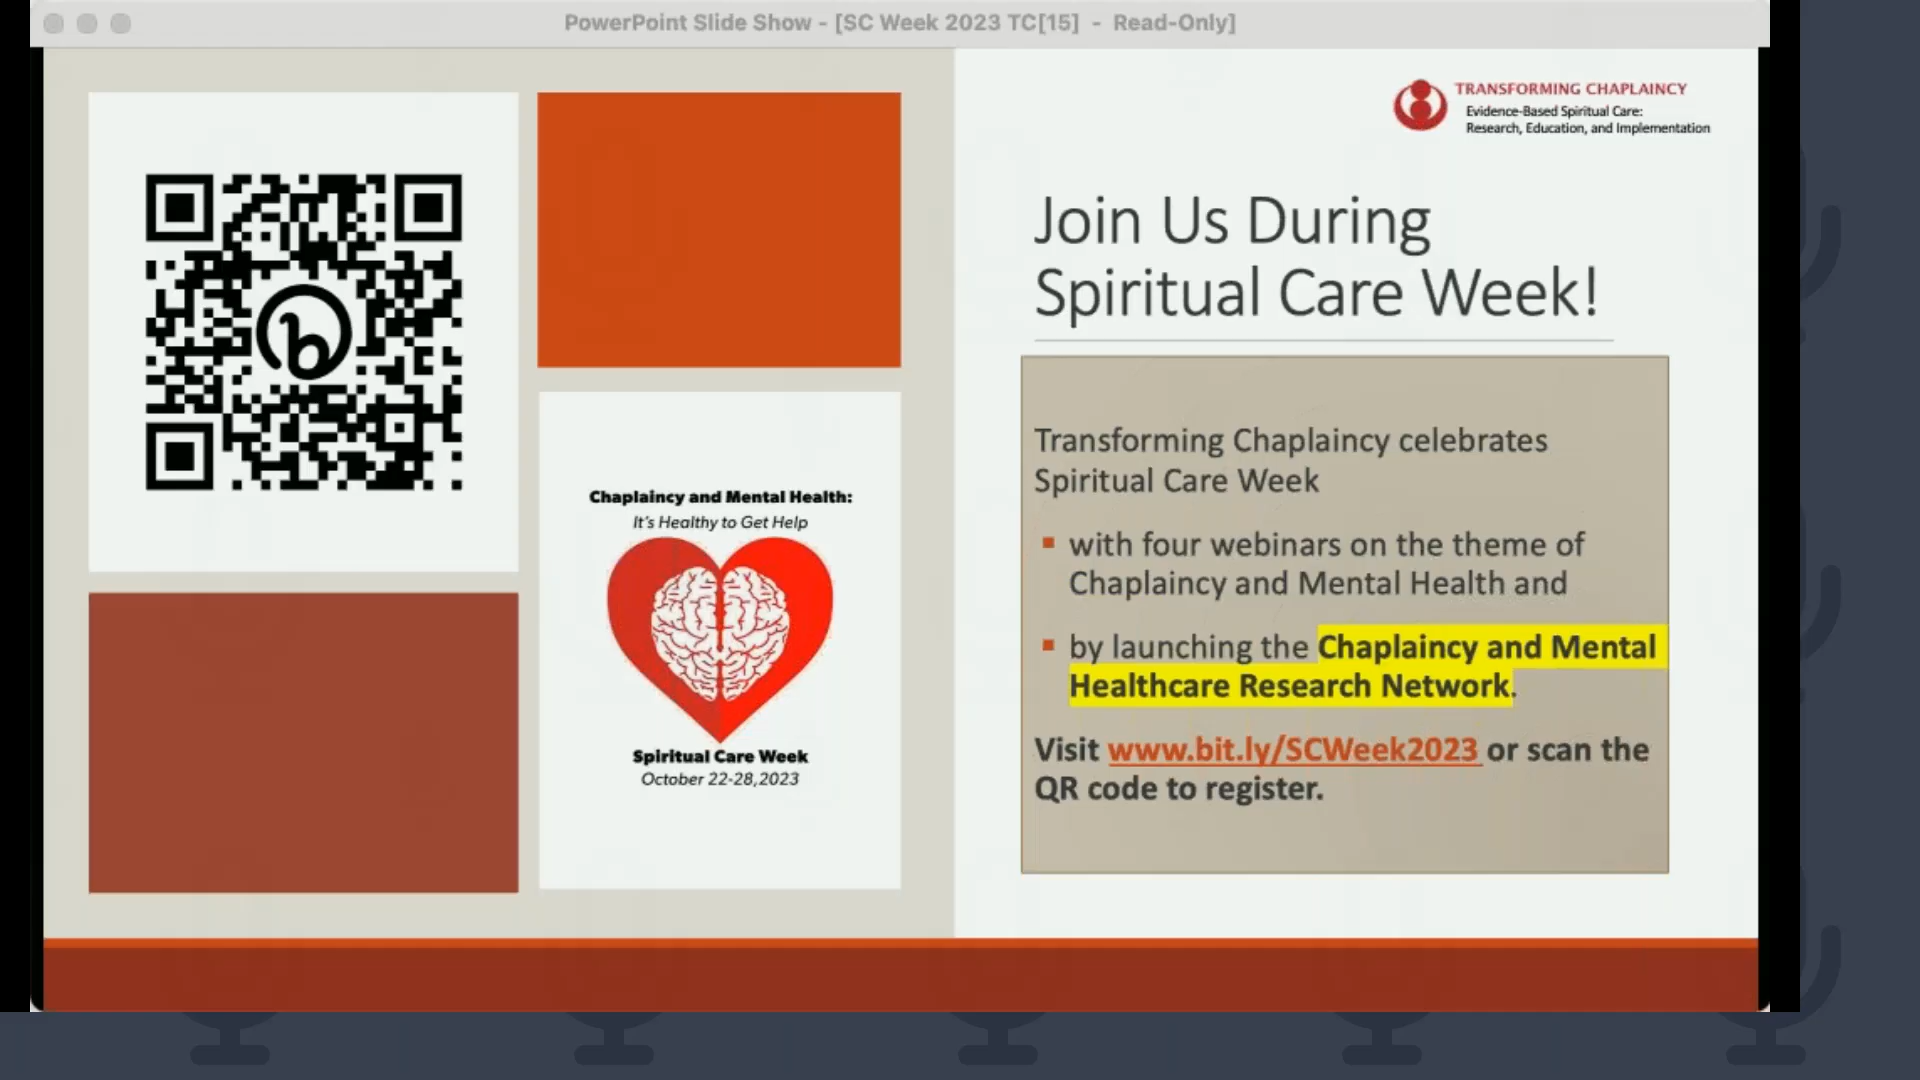 PowerPoint Slide Show - [SC Week 2023 TC[15] - Read-Only]
TRANSFORMING CHAPLAINCY
Evidence-Based Spiritual Care:
Research, Education, and Implementation
Join Us During
Spiritual Care Week!
Transforming Chaplaincy celebrates
Spiritual Care Week
with four webinars on the theme of
Chaplaincy and Mental Health and
by launching the Chaplaincy and Mental
Healthcare Research Network.
Visit www.bit.ly/SCWeek2023 or scan the
QR code to register.
b
Chaplaincy and Mental Health:
It's Healthy to Get Help
Spiritual Care Week
October 22-28,2023